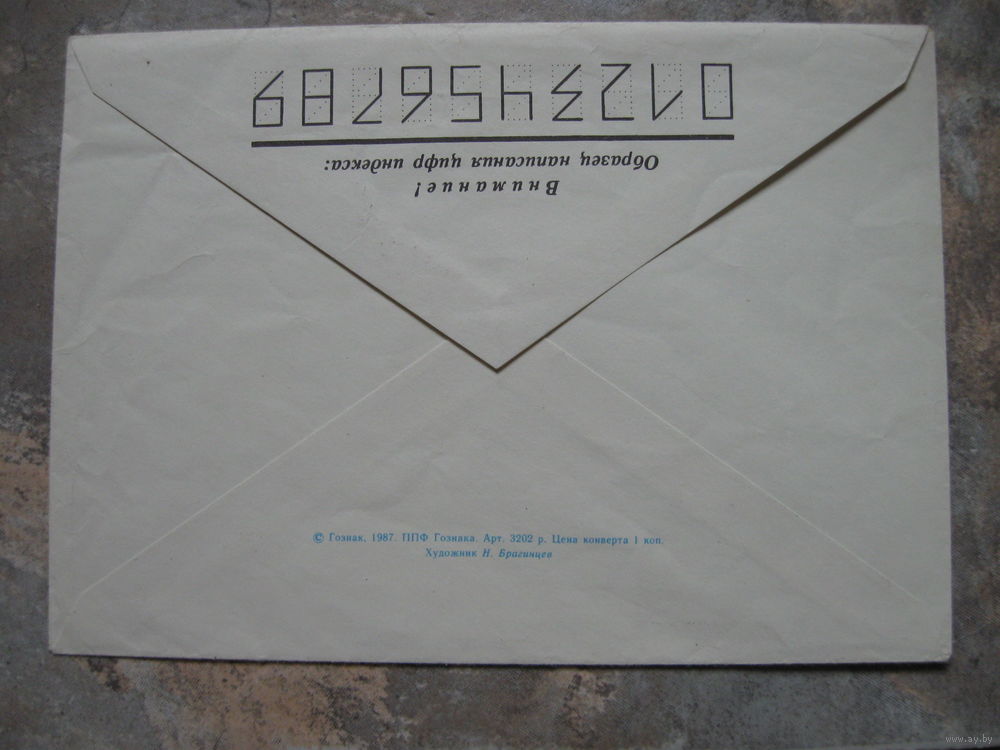 Внимание!
Образец написания цифр индекса:
0123456789
© Гознак, 1987. ППФ Гознака. Арт. 3202 р. Цена конверта 1 коп.
Художник Н. Брагинцев
www.ay.by